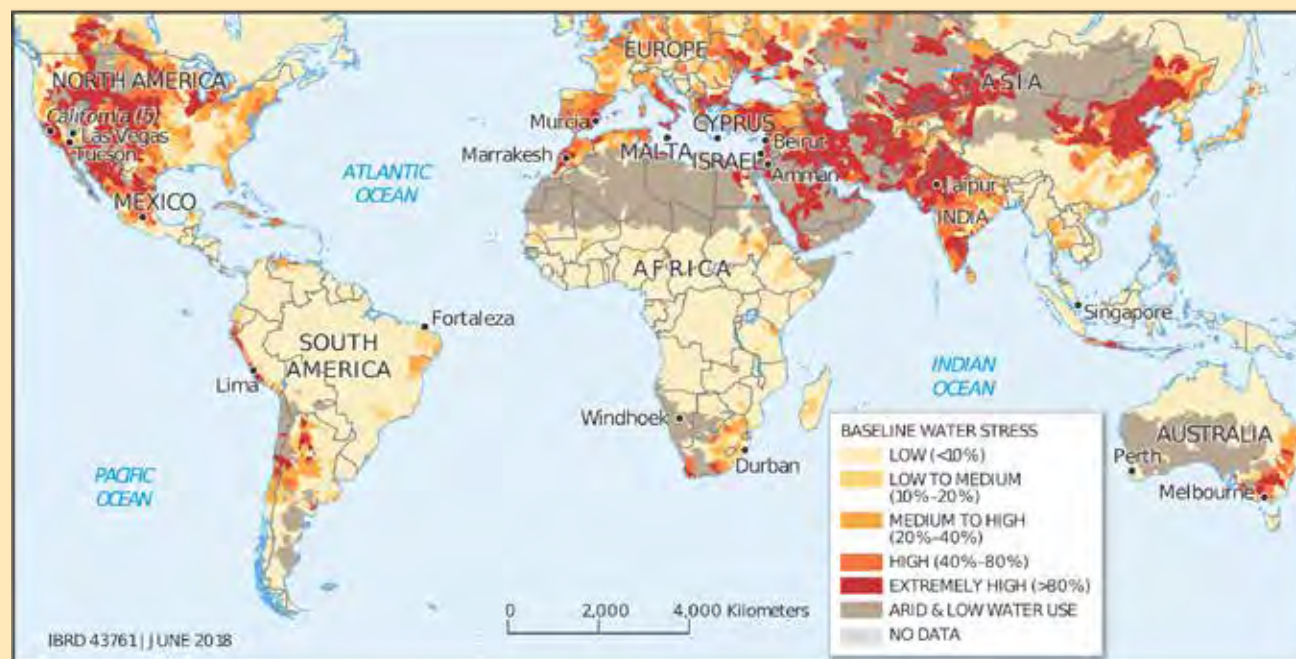 NORTH AMERICA
California (5)
Las Vegas
Tucson
MEXICO
ATLANTIC
OCEAN
EUROPE
ASIA
Murcia
CYPRUS
Marrakesh
MALTA
Beirut
ISRAEL
Amman
Jaipur
INDIA
AFRICA
Fortaleza
SOUTH
AMERICA
Lima
Singapore
INDIAN
OCEAN
Windhoek
Durban
PACIFIC
OCEAN
AUSTRALIA
Perth
Melbourne
BASELINE WATER STRESS
LOW (<10%)
LOW TO MEDIUM
(10%–20%)
MEDIUM TO HIGH
(20%–40%)
HIGH (40%–80%)
EXTREMELY HIGH (>80%)
ARID & LOW WATER USE
NO DATA
0 2,000 4,000 Kilometers
IBRD 43761 | JUNE 2018